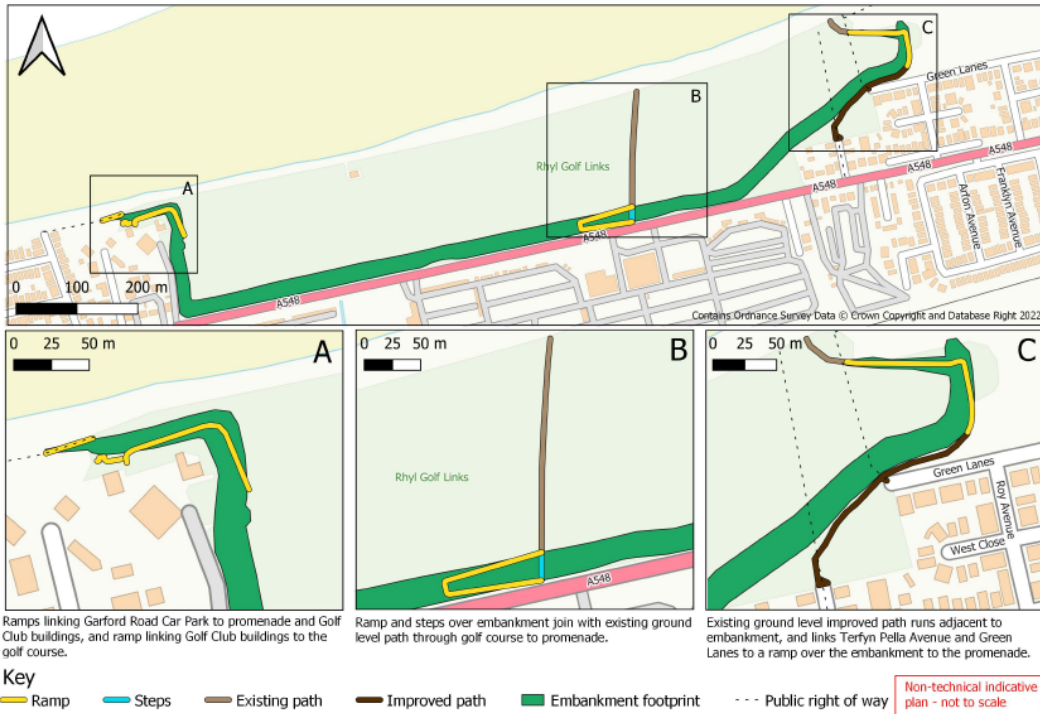 A
B
C
Green Lanes
Rhyl Golf Links
A548
A548
A548
A548
A548
Arfon Avenue
Franklyn Avenue
0 100 200 m
Contains Ordnance Survey Data © Crown Copyright and Database Right 2022
0 25 50 m
A
0 25 50 m
B
Rhyl Golf Links
A548
0 25 50 m
C
Green Lanes
Roy Avenue
West Close
Ramps linking Garford Road Car Park to promenade and Golf
Club buildings, and ramp linking Golf Club buildings to the
golf course.
Ramp and steps over embankment join with existing ground
level path through golf course to promenade.
Existing ground level improved path runs adjacent to
embankment, and links Terfyn Pella Avenue and Green
Lanes to a ramp over the embankment to the promenade.
Key
Ramp
Steps
Existing path
Improved path
Embankment footprint
Public right of way
Non-technical indicative
plan - not to scale